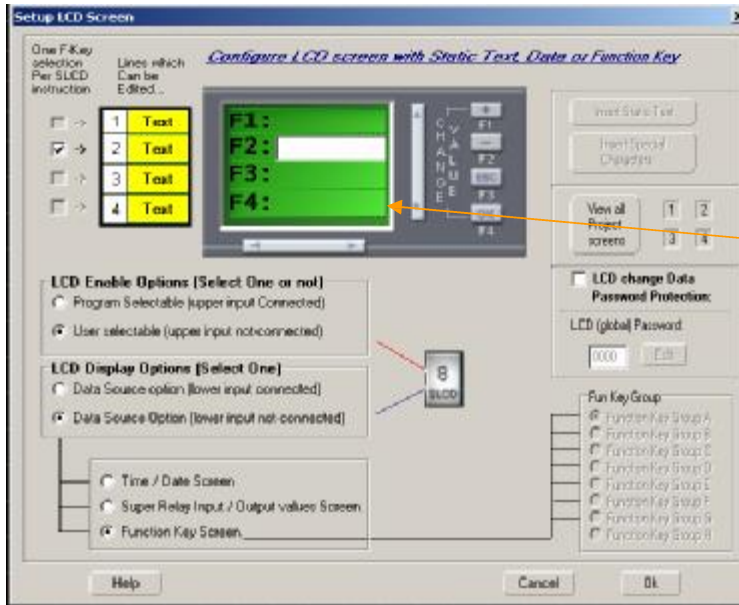 Setup LCD Screen
One F-Key
selection
Per SLCD
instruction
Lines which
Can be
Edited...
Configure LCD screen with Static Text, Date or Function Key
1 Text
2 Text
3 Text
4 Text
F1:
F2:
F3:
F4:
CHANGE
VALUE
+
F1
-
F2
ESC
F3
OK
F4
Insert Static Text
Insert Special
Characters
View all
Project
screens
1 2
3 4
LCD Enable Options (Select One or not)
Program Selectable (upper input Connected)
User selectable (upper input not-connected)
LCD Display Options (Select One)
Data Source option (lower input connected)
Data Source Option (lower input not-connected)
8
SLCD
LCD change Data
Password Protection:
LCD (global) Password
0000 Edit
Fun Key Group
Function Key Group A
Function Key Group B
Function Key Group C
Function Key Group D
Function Key Group E
Function Key Group F
Function Key Group G
Function Key Group H
Time / Date Screen
Super Relay Input / Output values Screen
Function Key Screen
Help
Cancel
Ok